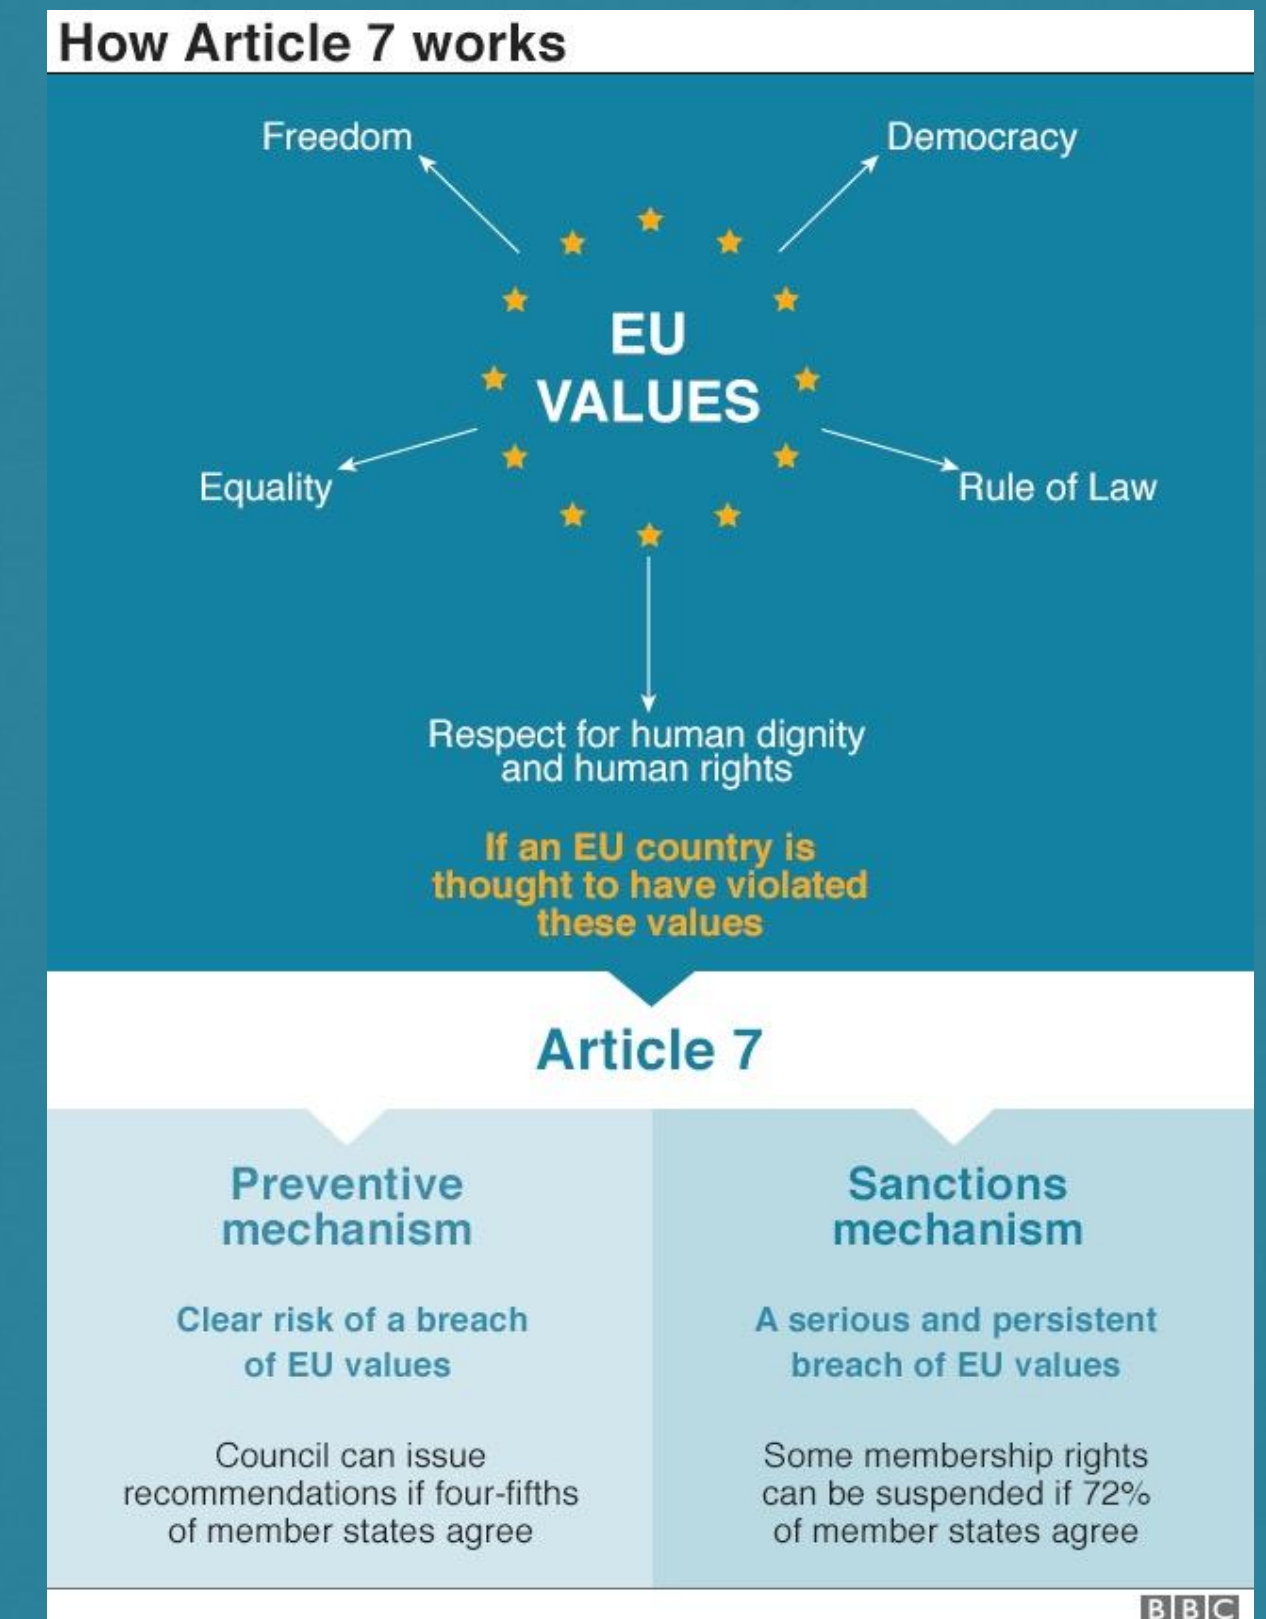 How Article 7 works
Freedom
Democracy
EU
VALUES
Equality
Rule of Law
Respect for human dignity
and human rights
If an EU country is
thought to have violated
these values
Article 7
Preventive
mechanism
Clear risk of a breach
of EU values
Council can issue
recommendations if four-fifths
of member states agree
Sanctions
mechanism
A serious and persistent
breach of EU values
Some membership rights
can be suspended if 72%
of member states agree
BBC